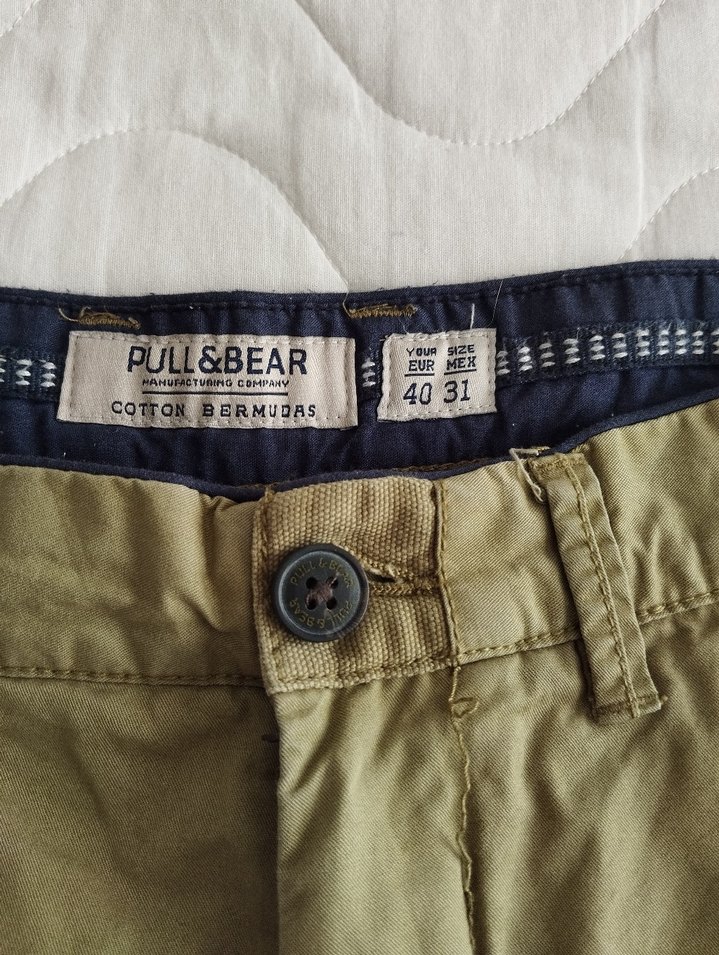 PULL&BEAR
MANUFACTURING COMPANY
COTTON BERMUDAS
YOUR SIZE
EUR MEX
40 31
PULL & BEAR
PULL & BEAR